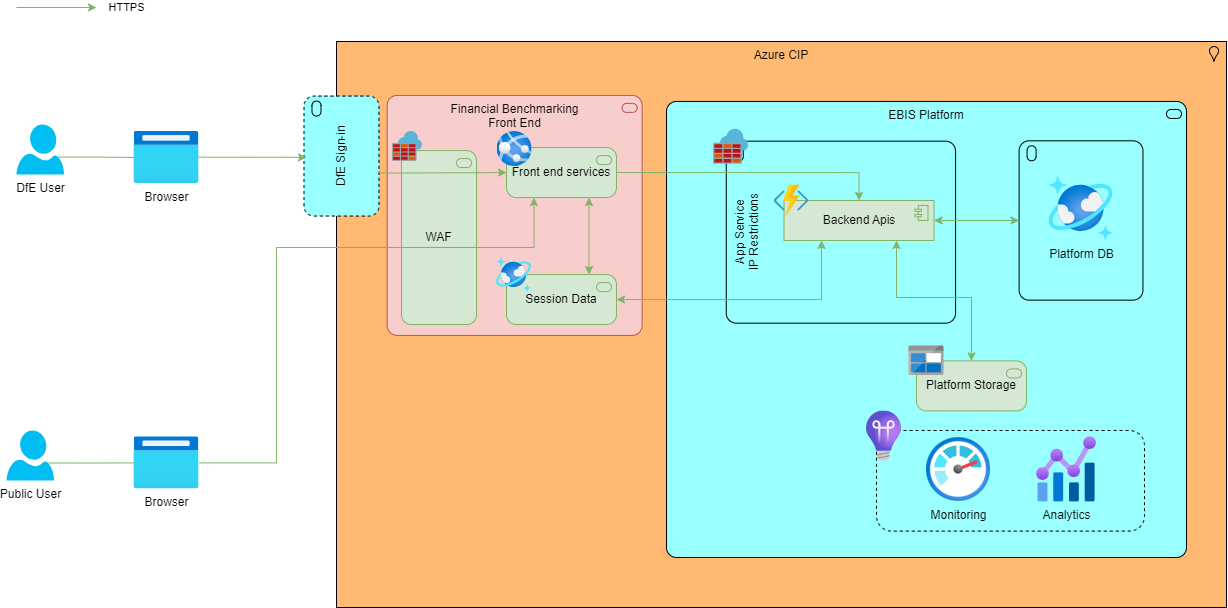 HTTPS
Azure CIP
DfE User
Browser
DfE Sign-in
Financial Benchmarking
Front End
WAF
Front end services
Session Data
EBIS Platform
App Service
IP Restrictions
Backend Apis
Platform DB
Platform Storage
Monitoring
Analytics
Public User
Browser